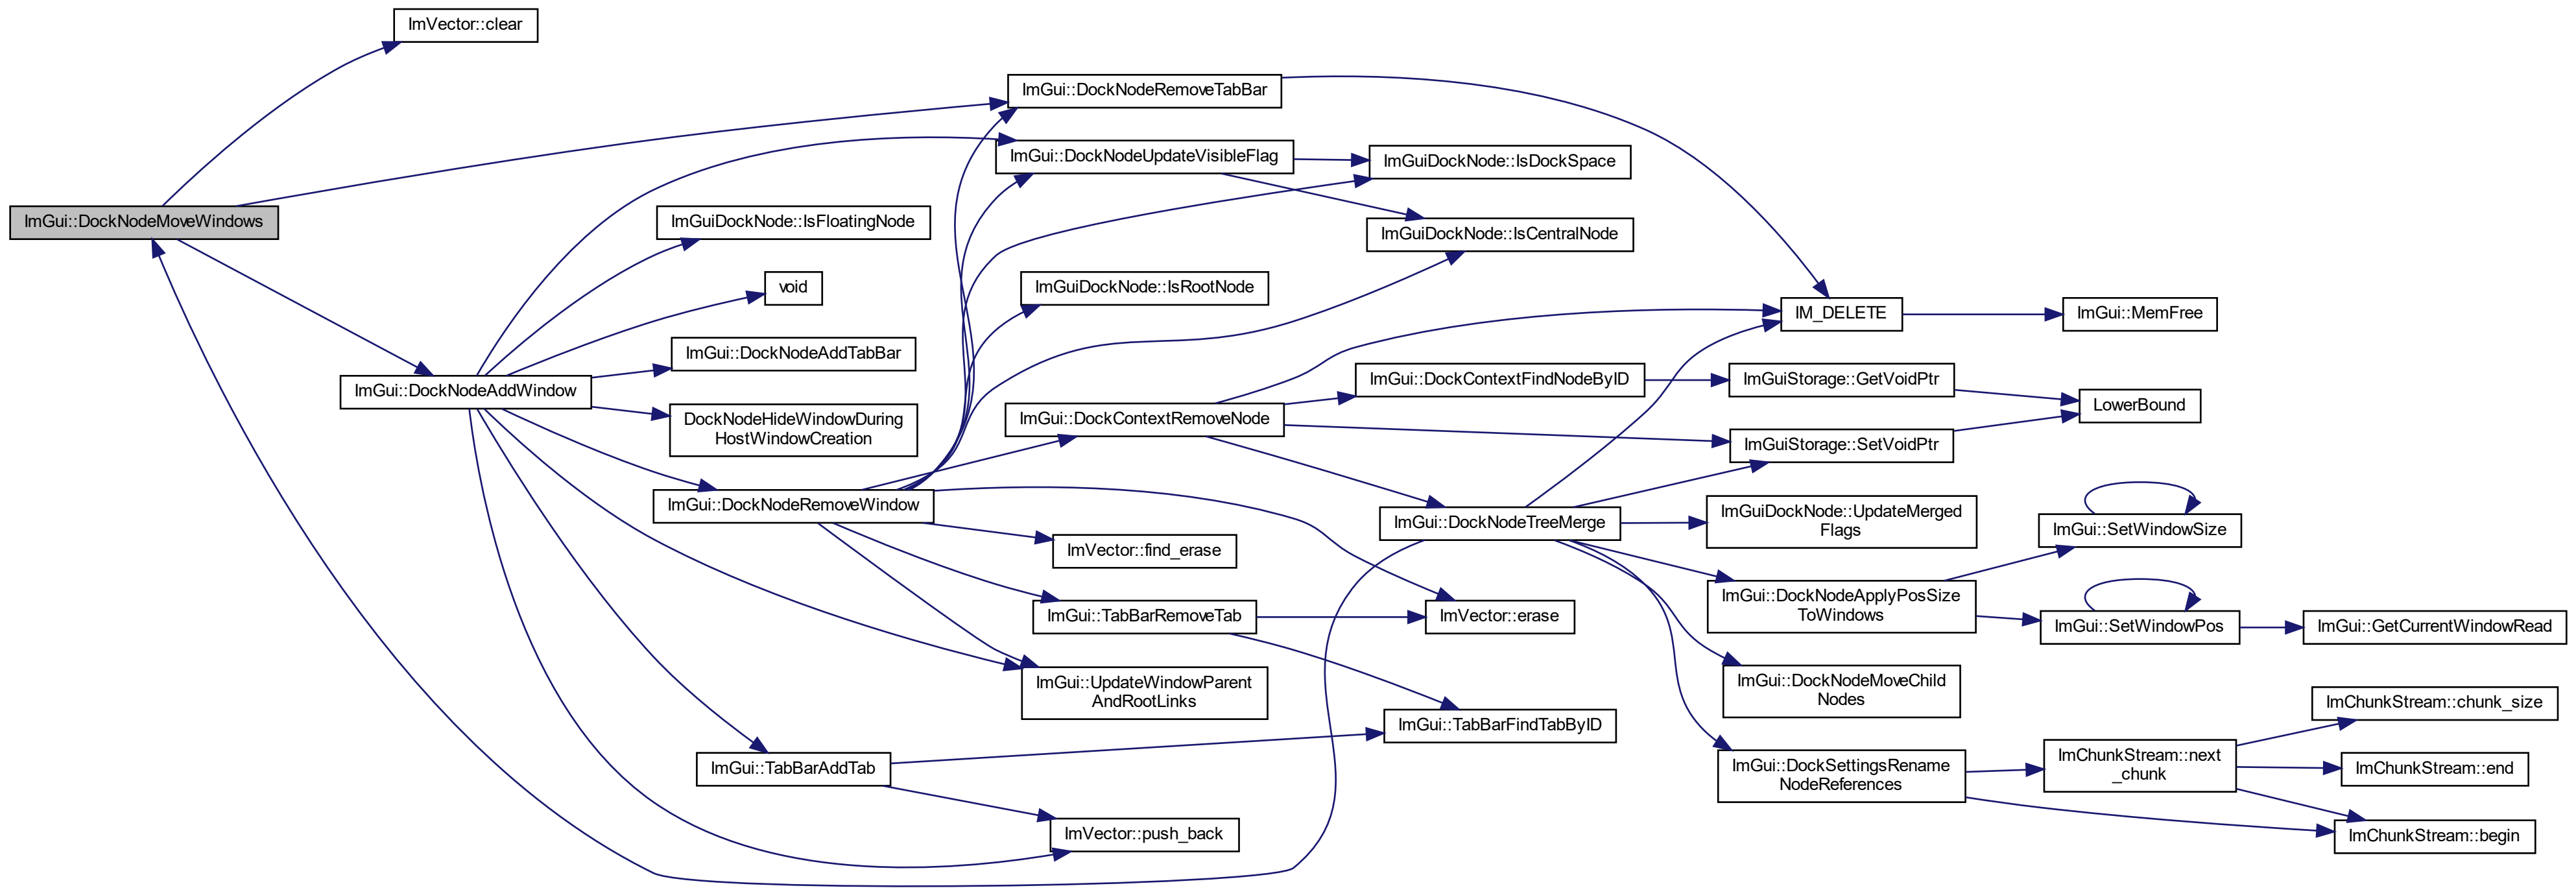 ImVector::clear
ImGui::DockNodeRemoveTabBar
ImGui::DockNodeUpdateVisibleFlag
ImGuiDockNode::IsDockSpace
ImGui::DockNodeMoveWindows
ImGuiDockNode::IsFloatingNode
ImGuiDockNode::IsCentralNode
void
ImGuiDockNode::IsRootNode
IM_DELETE
ImGui::MemFree
ImGui::DockNodeAddTabBar
ImGui::DockNodeAddWindow
ImGui::DockContextFindNodeByID
ImGuiStorage::GetVoidPtr
LowerBound
DockNodeHideWindowDuring
HostWindowCreation
ImGui::DockContextRemoveNode
ImGuiStorage::SetVoidPtr
ImGui::DockNodeRemoveWindow
ImGui::DockNodeTreeMerge
ImGuiDockNode::UpdateMerged
Flags
ImGui::SetWindowSize
ImVector::find_erase
ImGui::DockNodeApplyPosSize
ToWindows
ImGui::TabBarRemoveTab
ImVector::erase
ImGui::SetWindowPos
ImGui::GetCurrentWindowRead
ImGui::UpdateWindowParent
AndRootLinks
ImGui::DockNodeMoveChild
Nodes
ImGui::TabBarFindTabByID
ImChunkStream::chunk_size
ImGui::TabBarAddTab
ImGui::DockSettingsRename
NodeReferences
ImChunkStream::next
_chunk
ImChunkStream::end
ImVector::push_back
ImChunkStream::begin